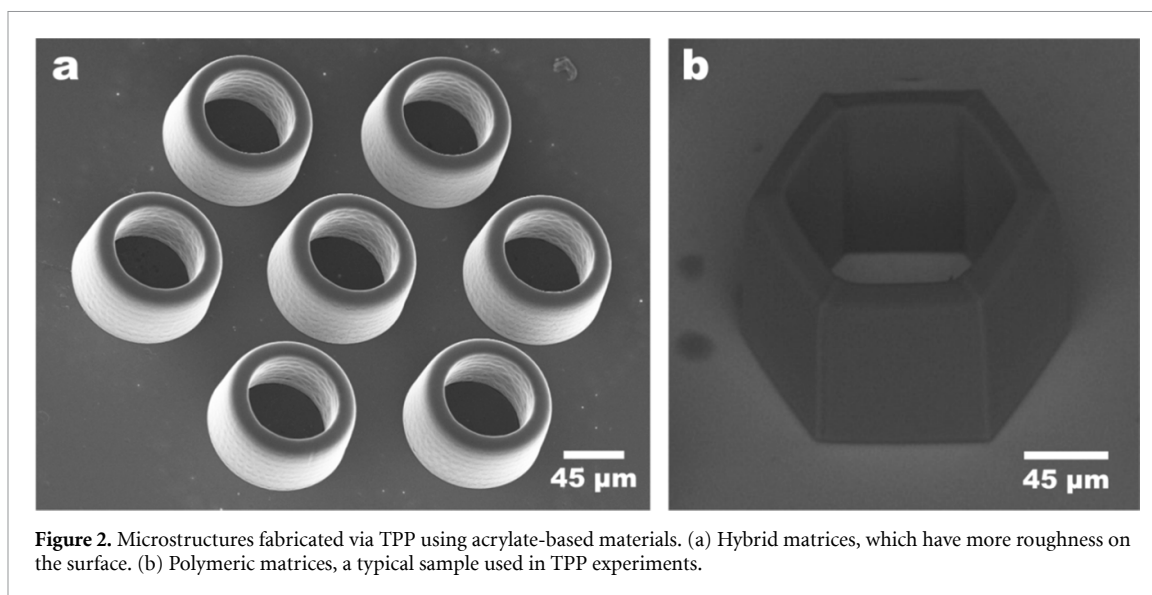 a
b
45 µm
45 µm
Figure 2. Microstructures fabricated via TPP using acrylate-based materials. (a) Hybrid matrices, which have more roughness on
the surface. (b) Polymeric matrices, a typical sample used in TPP experiments.